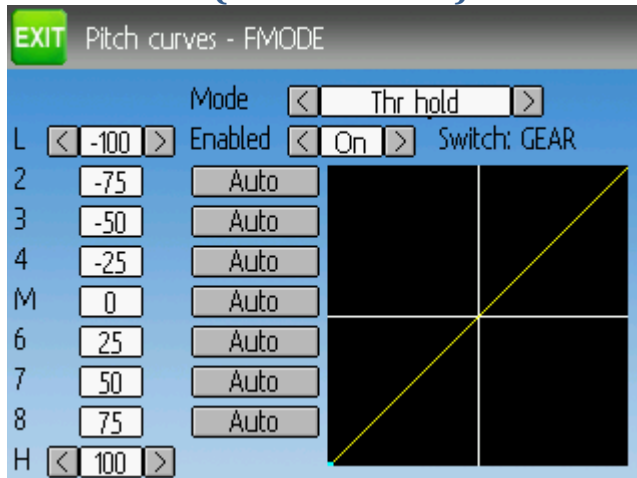 EXIT Pitch curves - FMODE
Mode < Thr hold >
L < -100 > Enabled < On > Switch: GEAR
2 -75 Auto
3 -50 Auto
4 -25 Auto
M 0 Auto
6 25 Auto
7 50 Auto
8 75 Auto
H < 100 >